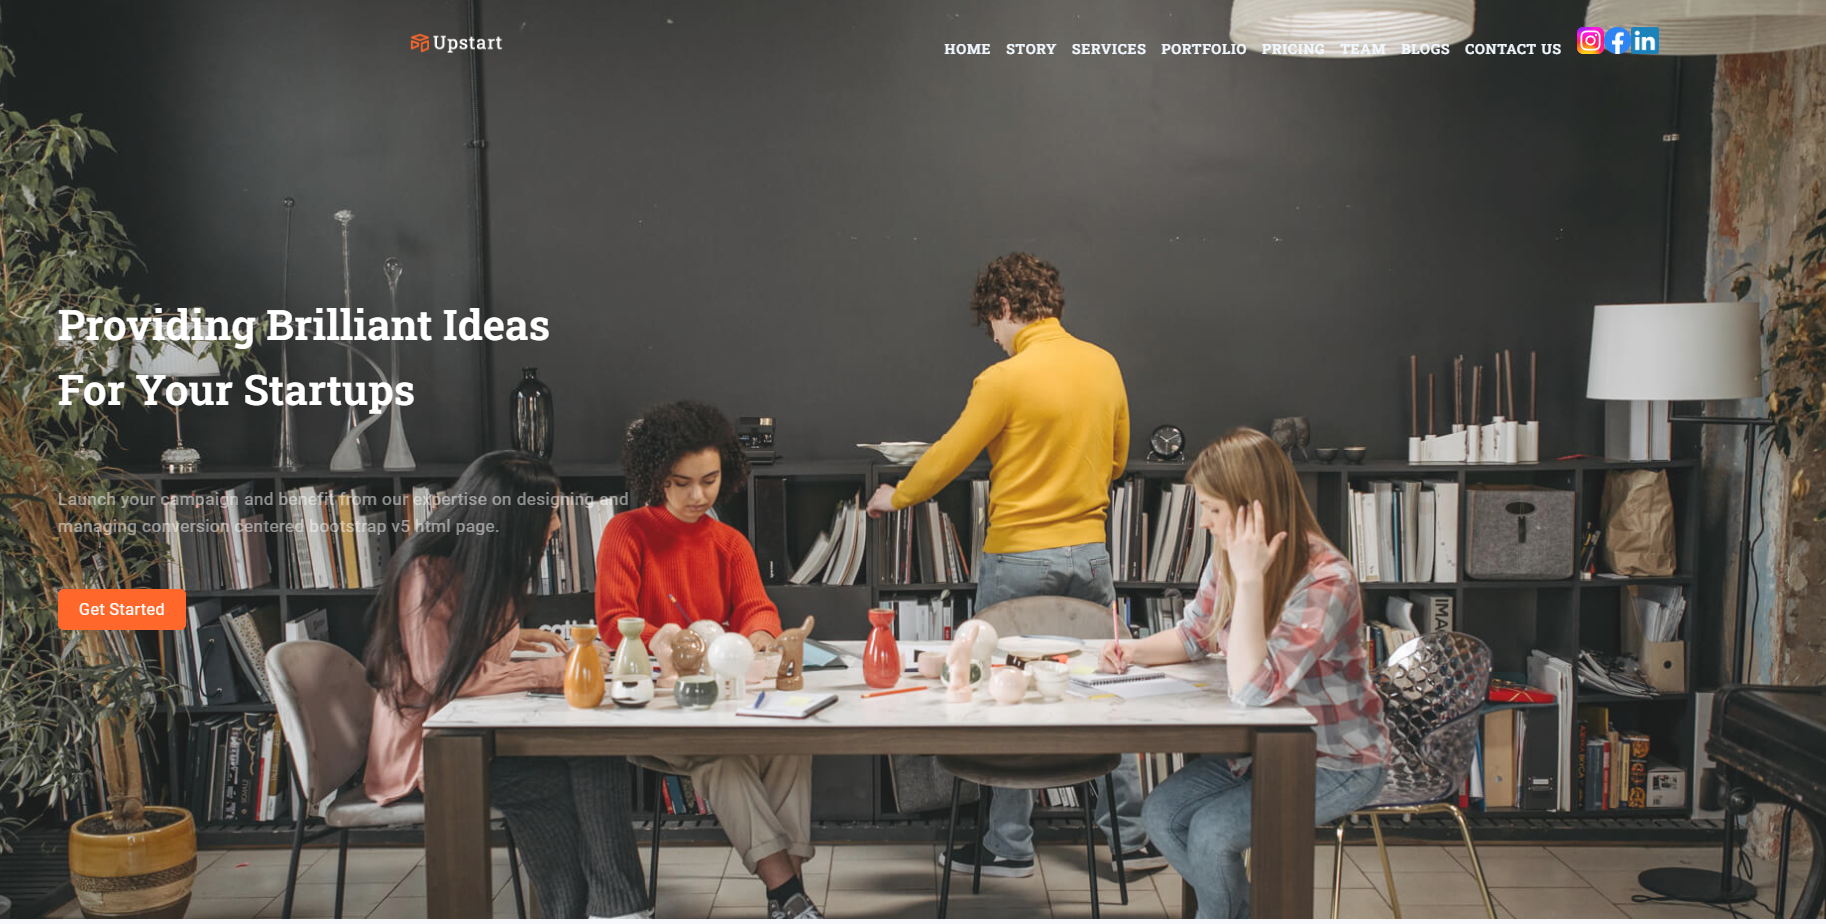 Upstart
HOME STORY SERVICES PORTFOLIO PRICING TEAM BLOGS CONTACT US
in
Providing Brilliant Ideas
For Your Startups
Launch your campaign and benefit from our expertise on designing and
managing conversion centered bootstrap v5 html page.
Get Started